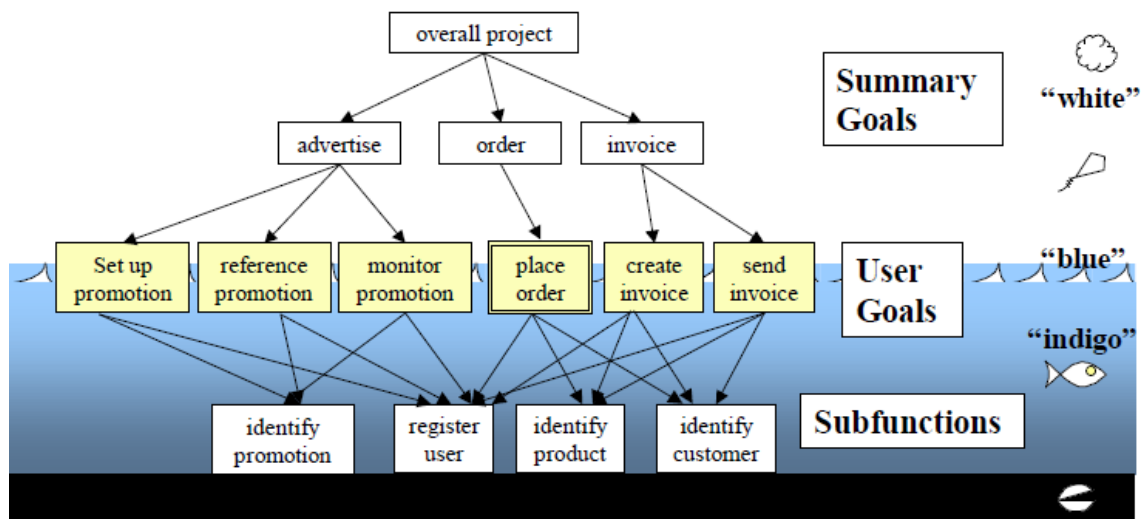 overall project
Summary
Goals
“white”
advertise
order
invoice
Set up
promotion
reference
promotion
monitor
promotion
place
order
create
invoice
send
invoice
User
Goals
“blue”
“indigo”
identify
promotion
register
user
identify
product
identify
customer
Subfunctions